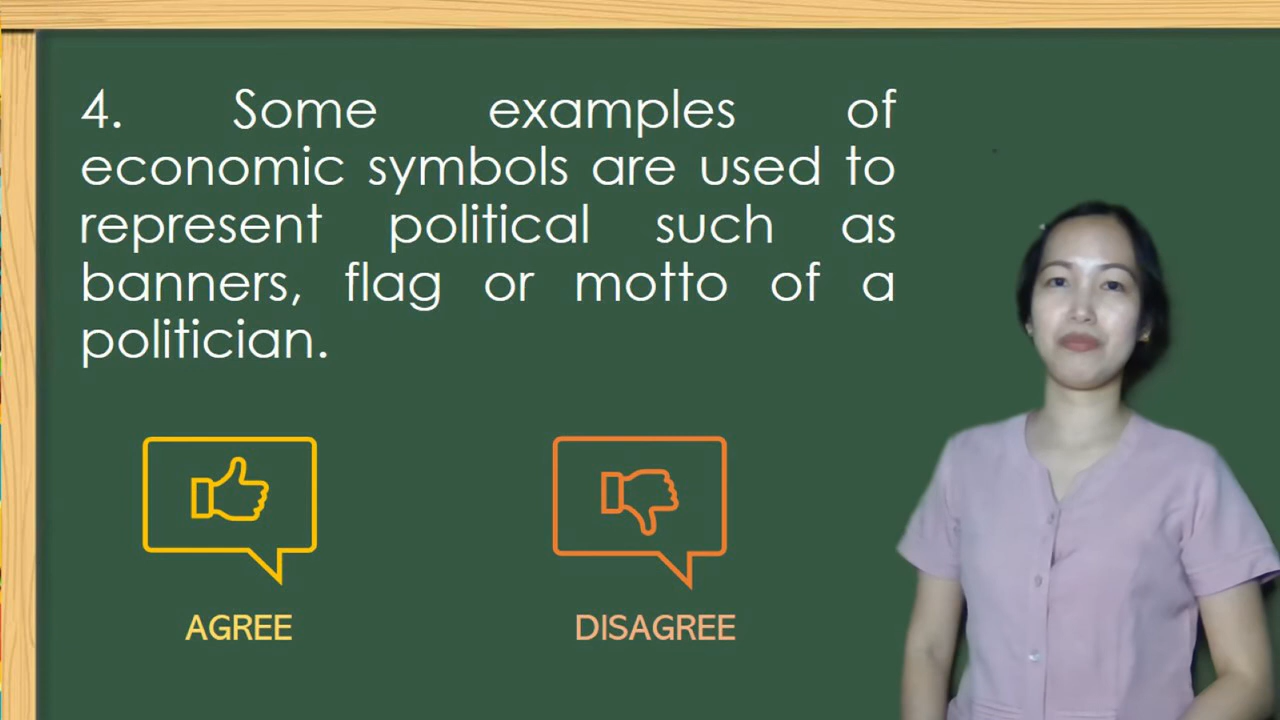 4. Some examples of
economic symbols are used to
represent political such as
banners, flag or motto of a
politician.
AGREE
DISAGREE